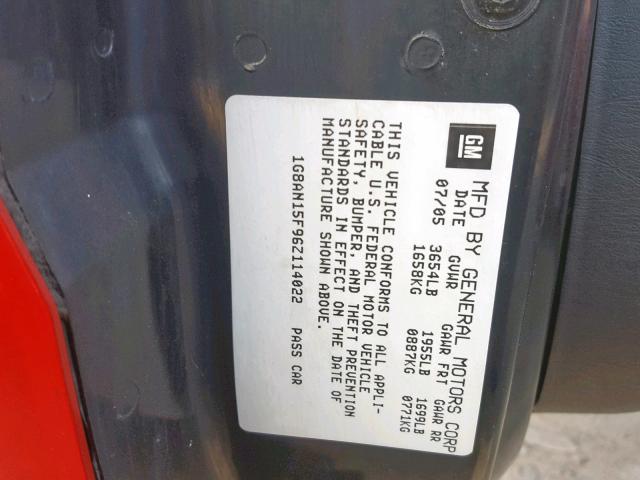 GM MFD BY GENERAL MOTORS CORP
DATE GVWR GAWR FRT GAWR RR
07/05 3654LB 1955LB 1699LB
1658KG 0887KG 0771KG
THIS VEHICLE CONFORMS TO ALL APPLI-
CABLE U.S. FEDERAL MOTOR VEHICLE
SAFETY, BUMPER, AND THEFT PREVENTION
STANDARDS IN EFFECT ON THE DATE OF
MANUFACTURE SHOWN ABOVE.
1G8AN15F96Z114022 PASS CAR